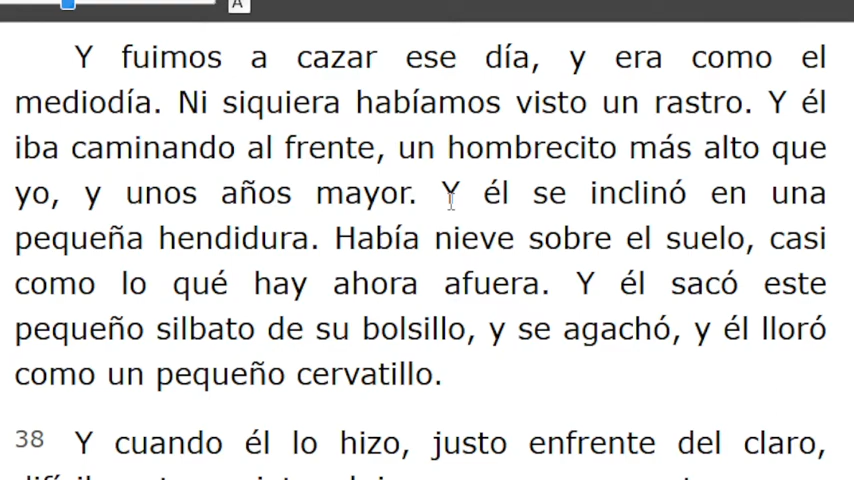 A
Y fuimos a cazar ese día, y era como el
mediodía. Ni siquiera habíamos visto un rastro. Y él
iba caminando al frente, un hombrecito más alto que
yo, y unos años mayor. Y él se inclinó en una
pequeña hendidura. Había nieve sobre el suelo, casi
como lo qué hay ahora afuera. Y él sacó este
pequeño silbato de su bolsillo, y se agachó, y él lloró
como un pequeño cervatillo.
38 Y cuando él lo hizo, justo enfrente del claro,